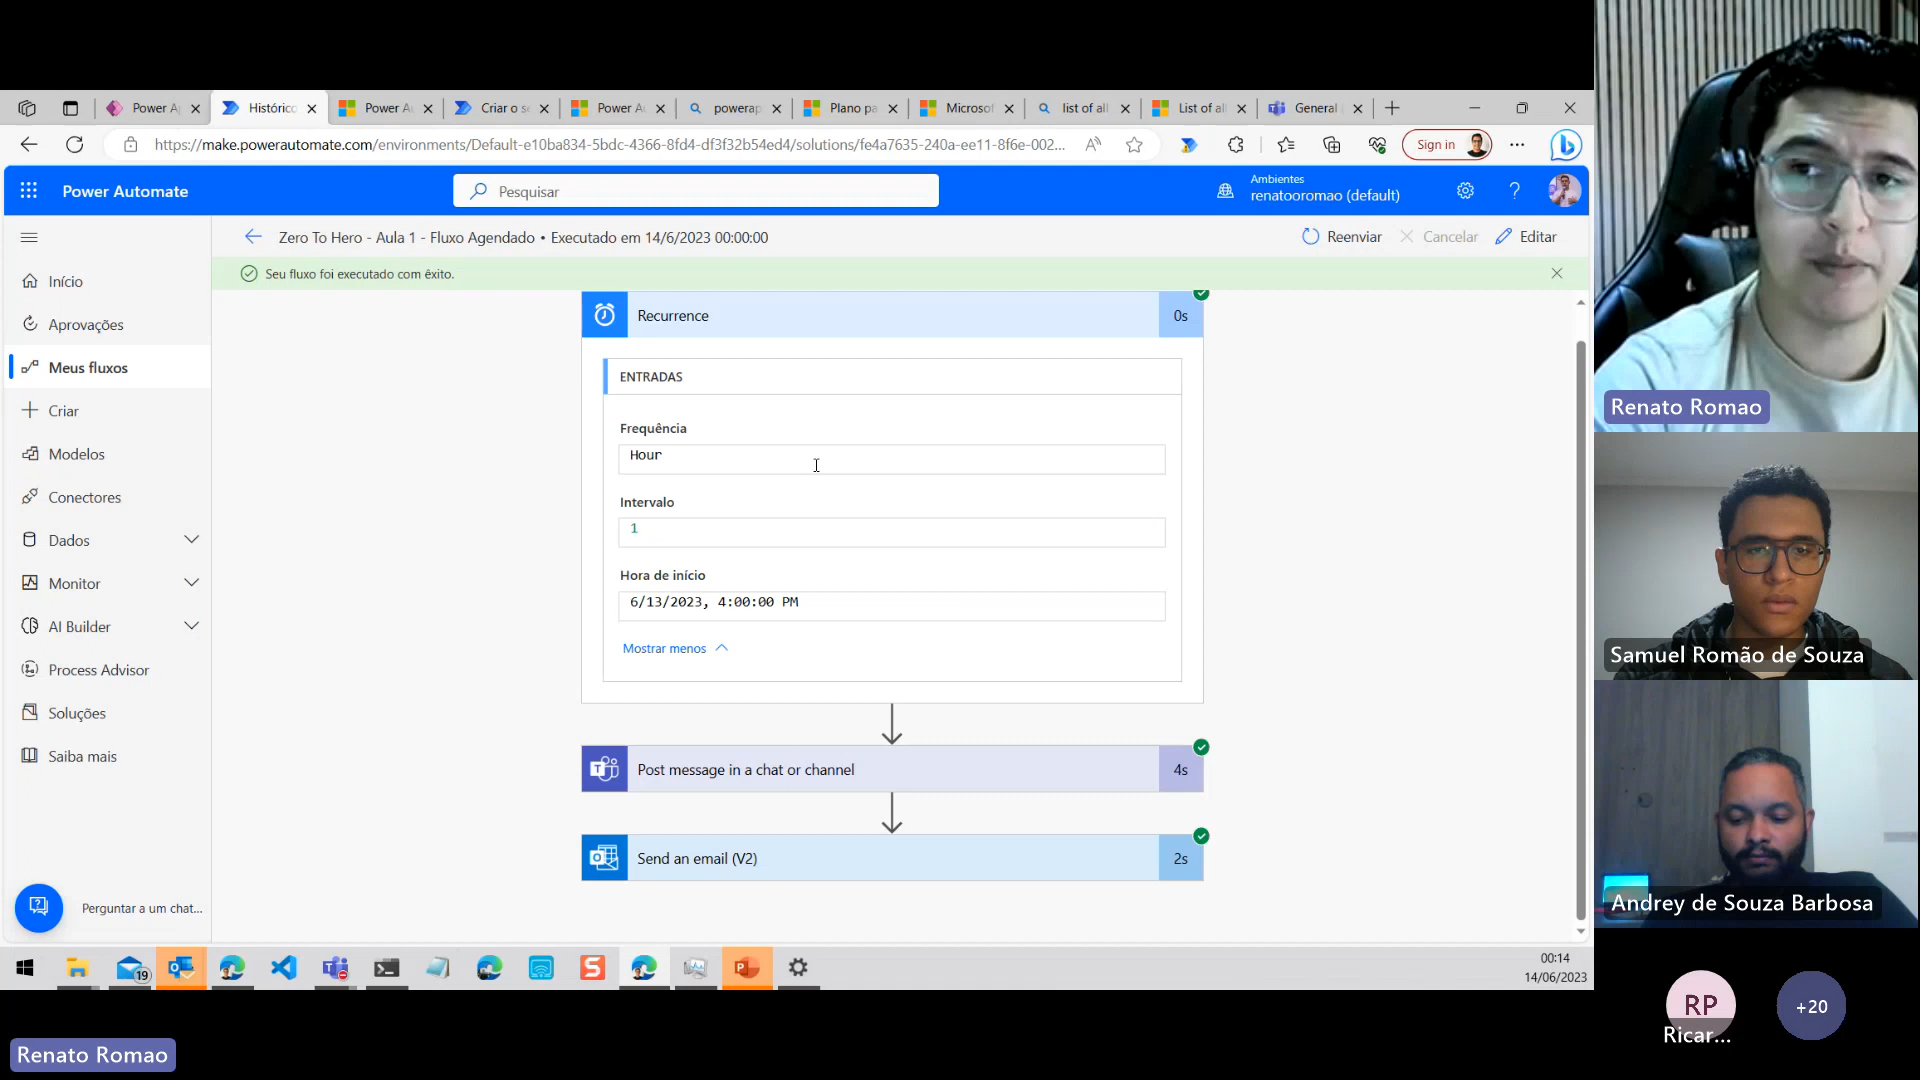 Power A
Histórico
Power A
Criar o se
Power A
powerap
Plano pa
Microsof
list of all
List of all
General
https://make.powerautomate.com/environments/Default-e10ba834-5bdc-4366-8fd4-df3f32b54ed4/solutions/fe4a7635-240a-ee11-8f6e-002...
Sign in
Power Automate
Pesquisar
Ambientes
renatooromao (default)
Zero To Hero - Aula 1 - Fluxo Agendado • Executado em 14/6/2023 00:00:00
Reenviar
Cancelar
Editar
Seu fluxo foi executado com êxito.
Início
Aprovações
Meus fluxos
Criar
Modelos
Conectores
Dados
Monitor
AI Builder
Process Advisor
Soluções
Saiba mais
Perguntar a um chat...
Recurrence
0s
ENTRADAS
Frequência
Hour
Intervalo
1
Hora de início
6/13/2023, 4:00:00 PM
Mostrar menos
Post message in a chat or channel
4s
Send an email (V2)
2s
19
00:14
14/06/2023
Renato Romao
Samuel Romão de Souza
Andrey de Souza Barbosa
RP
Ricar...
+20
Renato Romao